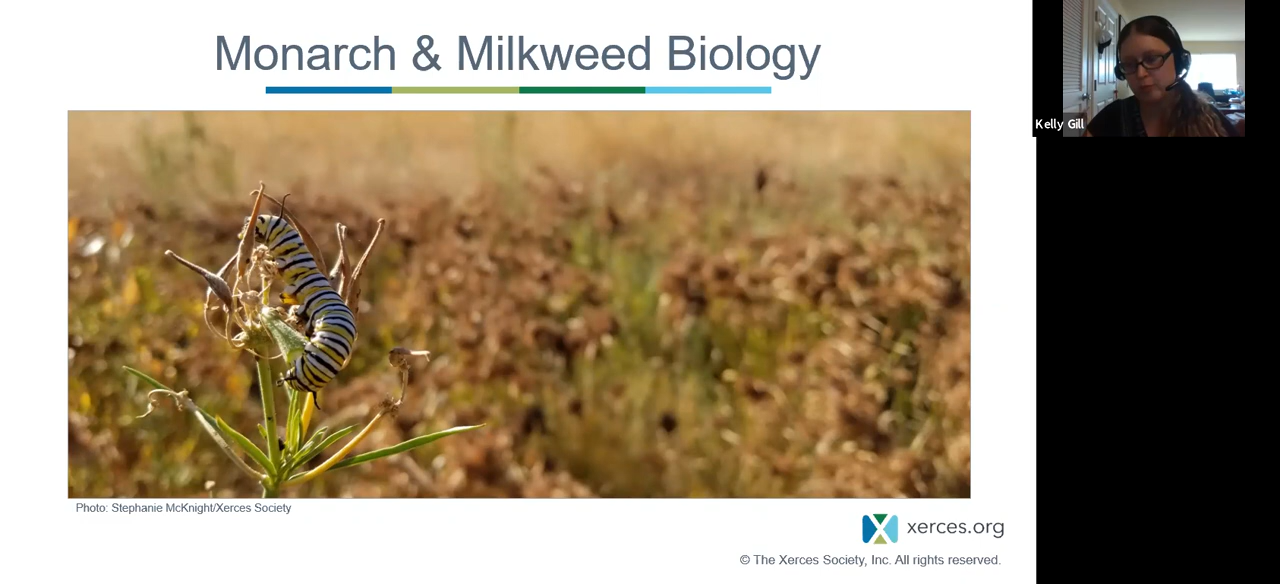 Monarch & Milkweed Biology
Kelly Gill
Photo: Stephanie McKnight/Xerces Society
xerces.org
© The Xerces Society, Inc. All rights reserved.